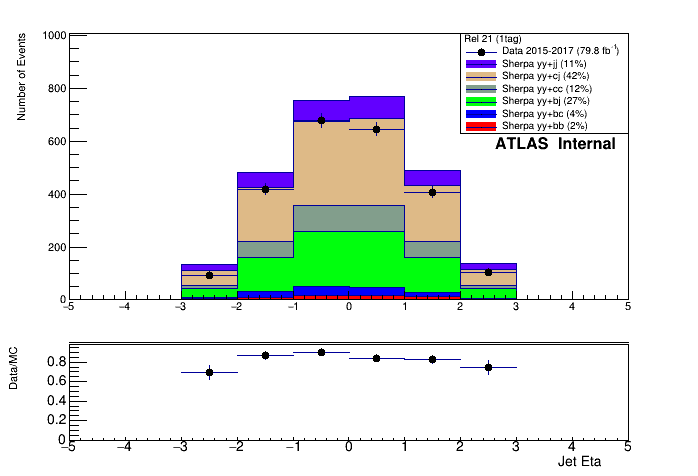 Number of Events
1000
800
600
400
200
0
Rel 21 (1tag)
Data 2015-2017 (79.8 fb⁻¹)
Sherpa yy+jj (11%)
Sherpa yy+cj (42%)
Sherpa yy+cc (12%)
Sherpa yy+bj (27%)
Sherpa yy+bc (4%)
Sherpa yy+bb (2%)
ATLAS Internal
−5 −4 −3 −2 −1 0 1 2 3 4 5
Data/MC
0.8
0.6
0.4
0.2
0
−5 −4 −3 −2 −1 0 1 2 3 4 5
Jet Eta